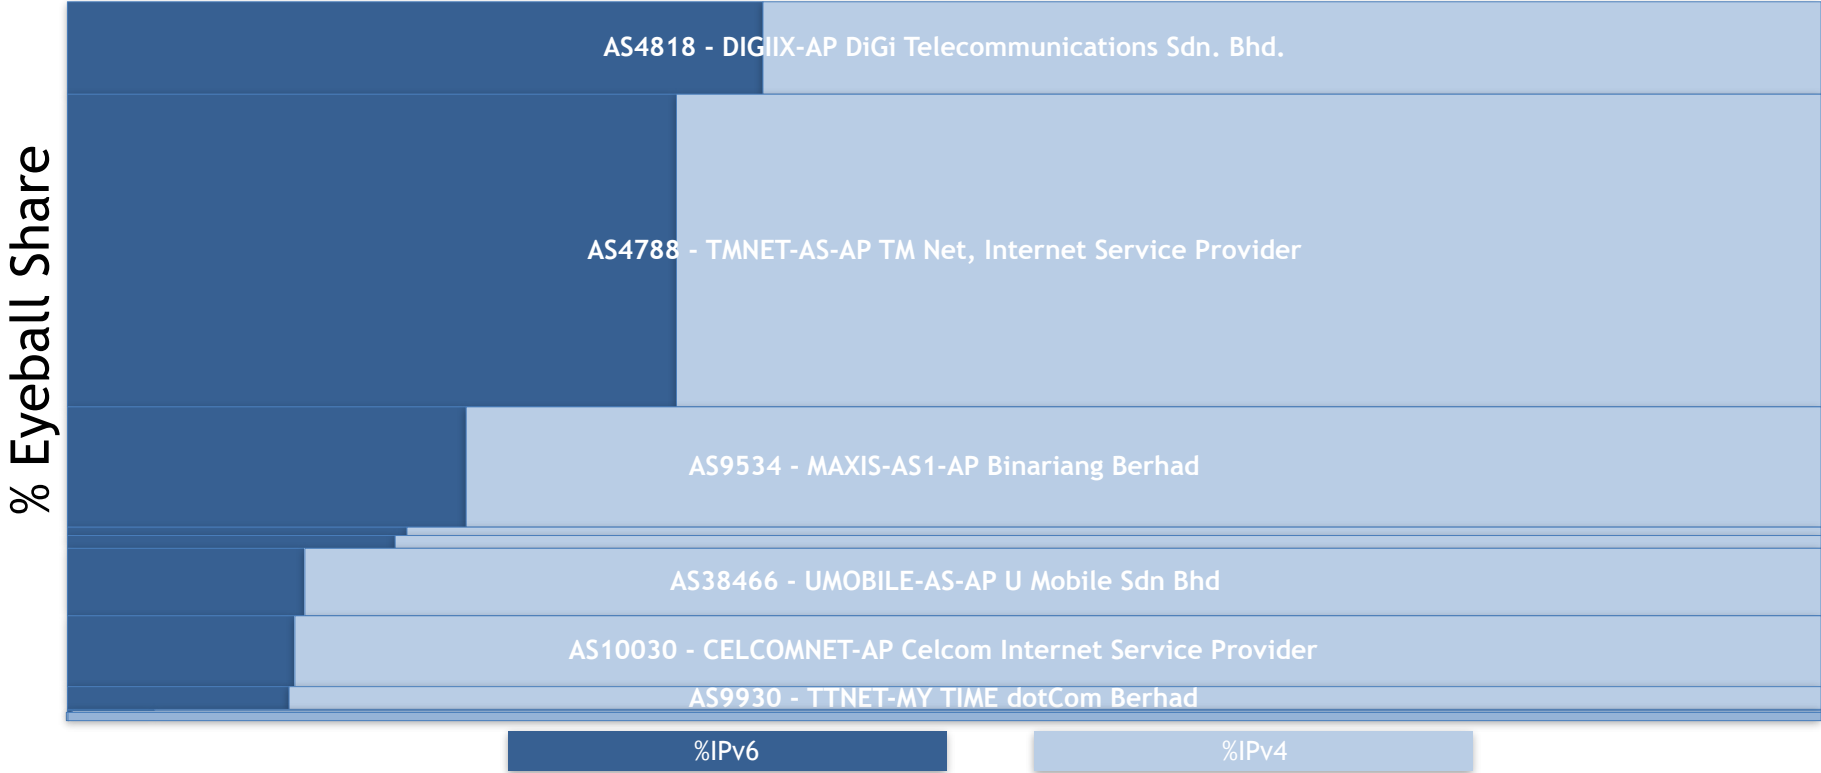 % Eyeball Share
AS4818 - DIGIIX-AP DiGi Telecommunications Sdn. Bhd.
AS4788 - TMNET-AS-AP TM Net, Internet Service Provider
AS9534 - MAXIS-AS1-AP Binariang Berhad
AS38466 - UMOBILE-AS-AP U Mobile Sdn Bhd
AS10030 - CELCOMNET-AP Celcom Internet Service Provider
AS9930 - TTNET-MY TIME dotCom Berhad
%IPv6
%IPv4